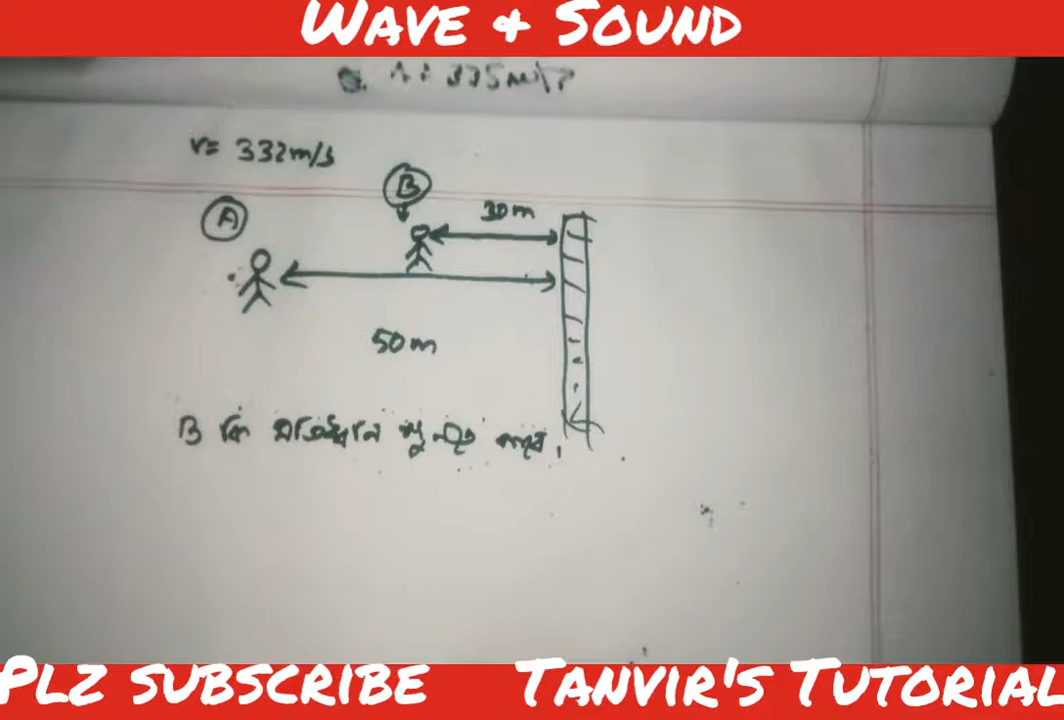 WAVE & SOUND
v= 332m/s
B
A
30m
50m
B কি প্রতিধ্বনি শুনতে পাবে,
PLZ SUBSCRIBE TANVIR'S TUTORIAL